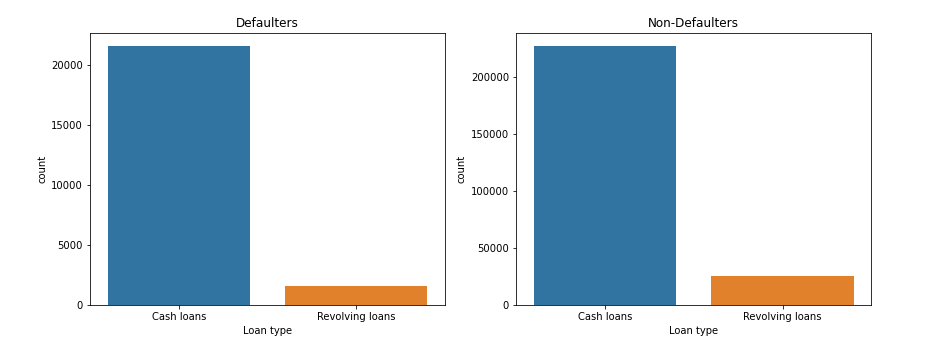 Defaulters
20000
15000
10000
5000
0
count
Cash loans
Revolving loans
Loan type
Non-Defaulters
200000
150000
100000
50000
0
count
Cash loans
Revolving loans
Loan type